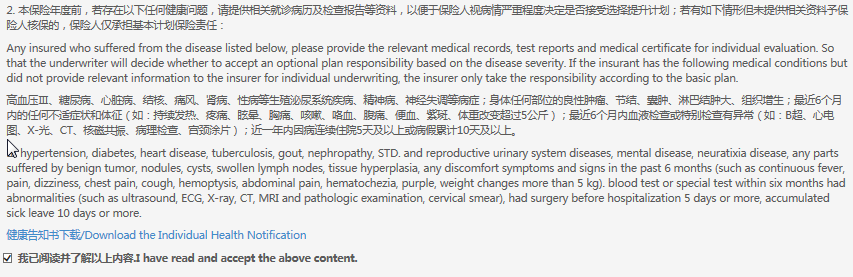 2. 本保险年度前，若存在以下任何健康问题，请提供相关就诊病历及检查报告等资料，以便于保险人视病情严重程度决定是否接受选择提升计划；若有如下情形但未提供相关资料予保
险人核保的，保险人仅承担基本计划保险责任：
Any insured who suffered from the disease listed below, please provide the relevant medical records, test reports and medical certificate for individual evaluation. So
that the underwriter will decide whether to accept an optional plan responsibility based on the disease severity. If the insurant has the following medical conditions but
did not provide relevant information to the insurer for individual underwriting, the insurer only take the responsibility according to the basic plan.
高血压III、糖尿病、心脏病、结核、痛风、肾病、性病等生殖泌尿系统疾病、精神病、神经失调等病症；身体任何部位的良性肿瘤、节结、囊肿、淋巴结肿大、组织增生；最近6个月
内的任何不适症状和体征（如：持续发热、疼痛、眩晕、胸痛、咳嗽、咯血、腹痛、便血、紫斑、体重改变超过5公斤）；最近6个月内血液检查或特别检查有异常（如：B超、心电
图、X-光、CT、核磁共振、病理检查、宫颈涂片）；近一年内因病连续住院5天及以上或病假累计10天及以上。
hypertension, diabetes, heart disease, tuberculosis, gout, nephropathy, STD. and reproductive urinary system diseases, mental disease, neuratixia disease, any parts
suffered by benign tumor, nodules, cysts, swollen lymph nodes, tissue hyperplasia, any discomfort symptoms and signs in the past 6 months (such as continuous fever,
pain, dizziness, chest pain, cough, hemoptysis, abdominal pain, hematochezia, purple, weight changes more than 5 kg). blood test or special test within six months had
abnormalities (such as ultrasound, ECG, X-ray, CT, MRI and pathologic examination, cervical smear), had surgery before hospitalization 5 days or more, accumulated
sick leave 10 days or more.
健康告知书下载/Download the Individual Health Notification
我已阅读并了解以上内容.I have read and accept the above content.